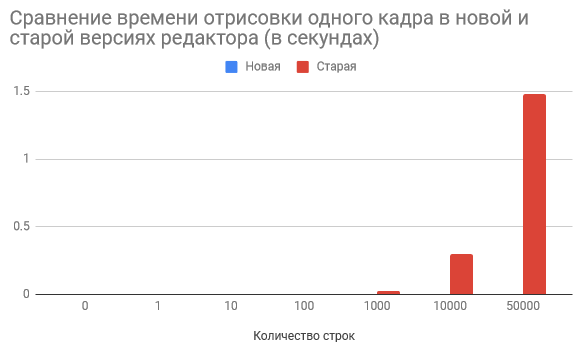 Сравнение времени отрисовки одного кадра в новой и
старой версиях редактора (в секундах)
Новая Старая
1.5
1
0.5
0
0 1 10 100 1000 10000 50000
Количество строк